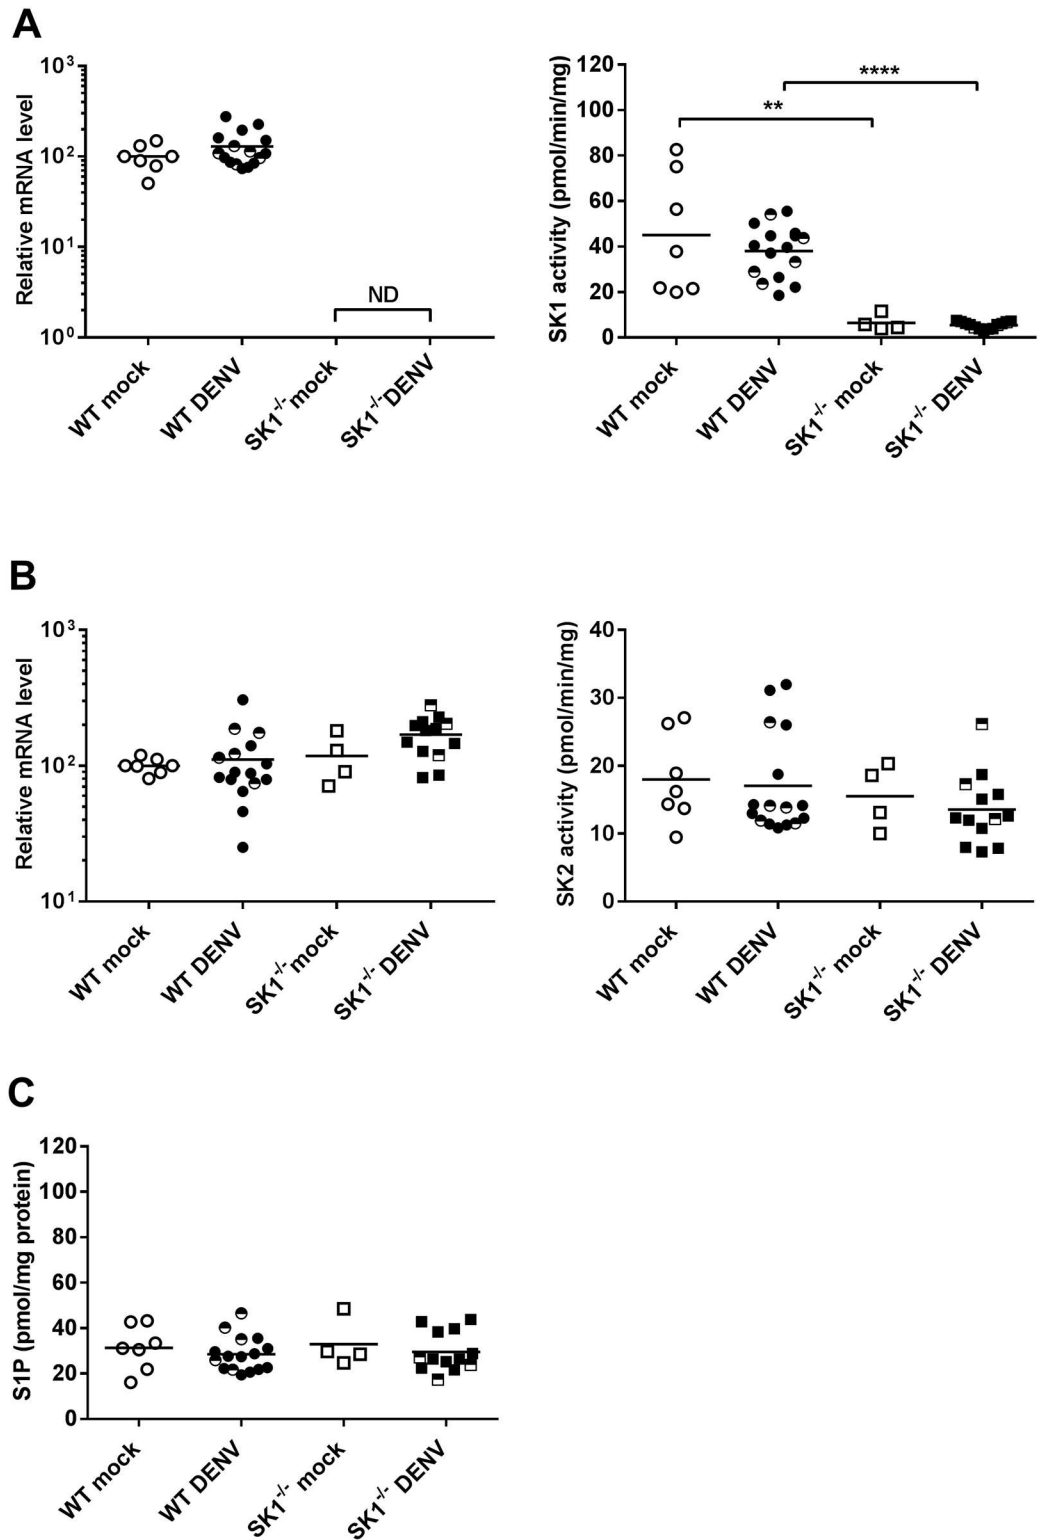 A
Relative mRNA level
10³
10²
10¹
10⁰
ND
WT mock
WT DENV
SK1⁻/⁻mock
SK1⁻/⁻DENV
SK1 activity (pmol/min/mg)
120
100
80
60
40
20
0
****
**
WT mock
WT DENV
SK1⁻/⁻ mock
SK1⁻/⁻ DENV
B
Relative mRNA level
10³
10²
10¹
WT mock
WT DENV
SK1⁻/⁻mock
SK1⁻/⁻ DENV
SK2 activity (pmol/min/mg)
40
30
20
10
0
WT mock
WT DENV
SK1⁻/⁻ mock
SK1⁻/⁻ DENV
C
S1P (pmol/mg protein)
120
100
80
60
40
20
0
WT mock
WT DENV
SK1⁻/⁻ mock
SK1⁻/⁻ DENV